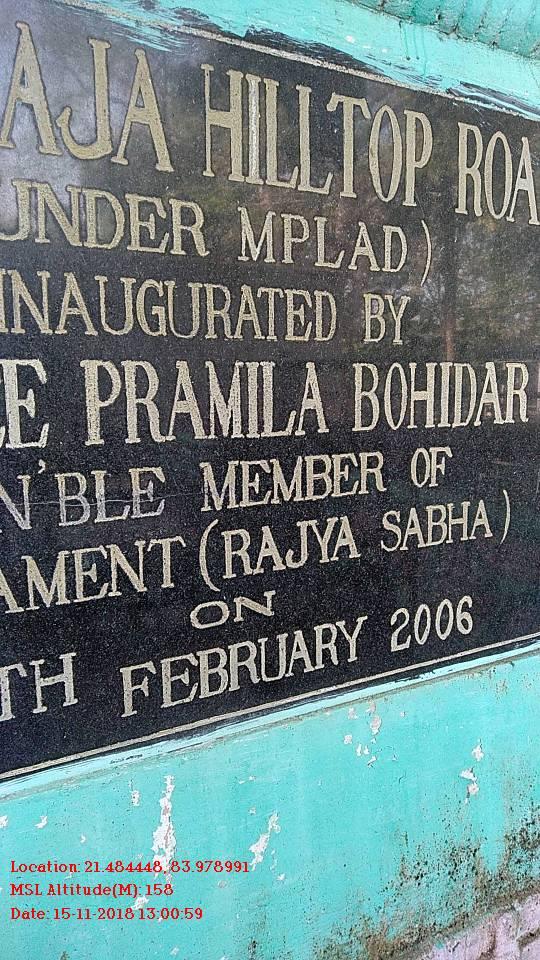 AJA HILLTOP ROA
UNDER MPLAD)
INAUGURATED BY
EE PRAMILA BOHIDAR
N'BLE MEMBER OF
AMENT (RAJYA SABHA)
ON
TH FEBRUARY 2006
Location: 21.484448, 83.978991
MSL Altitude(M): 158
Date: 15-11-2018 13:00:59